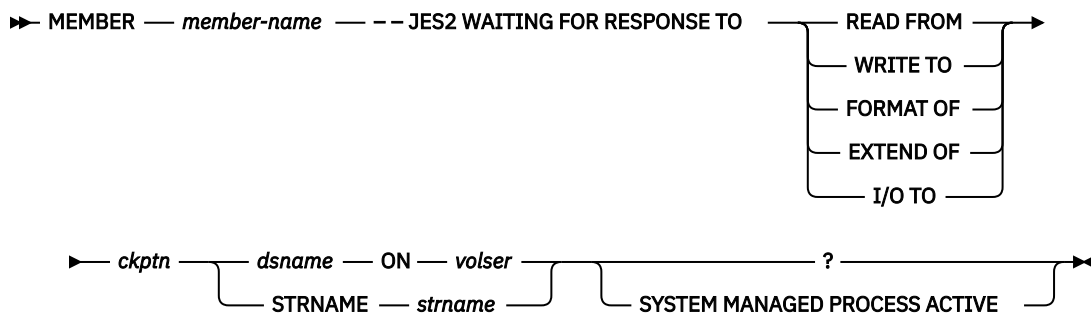 MEMBER member-name – – JES2 WAITING FOR RESPONSE TO READ FROM
WRITE TO
FORMAT OF
EXTEND OF
I/O TO
ckptn dsname ON volser ?
STRNAME strname SYSTEM MANAGED PROCESS ACTIVE